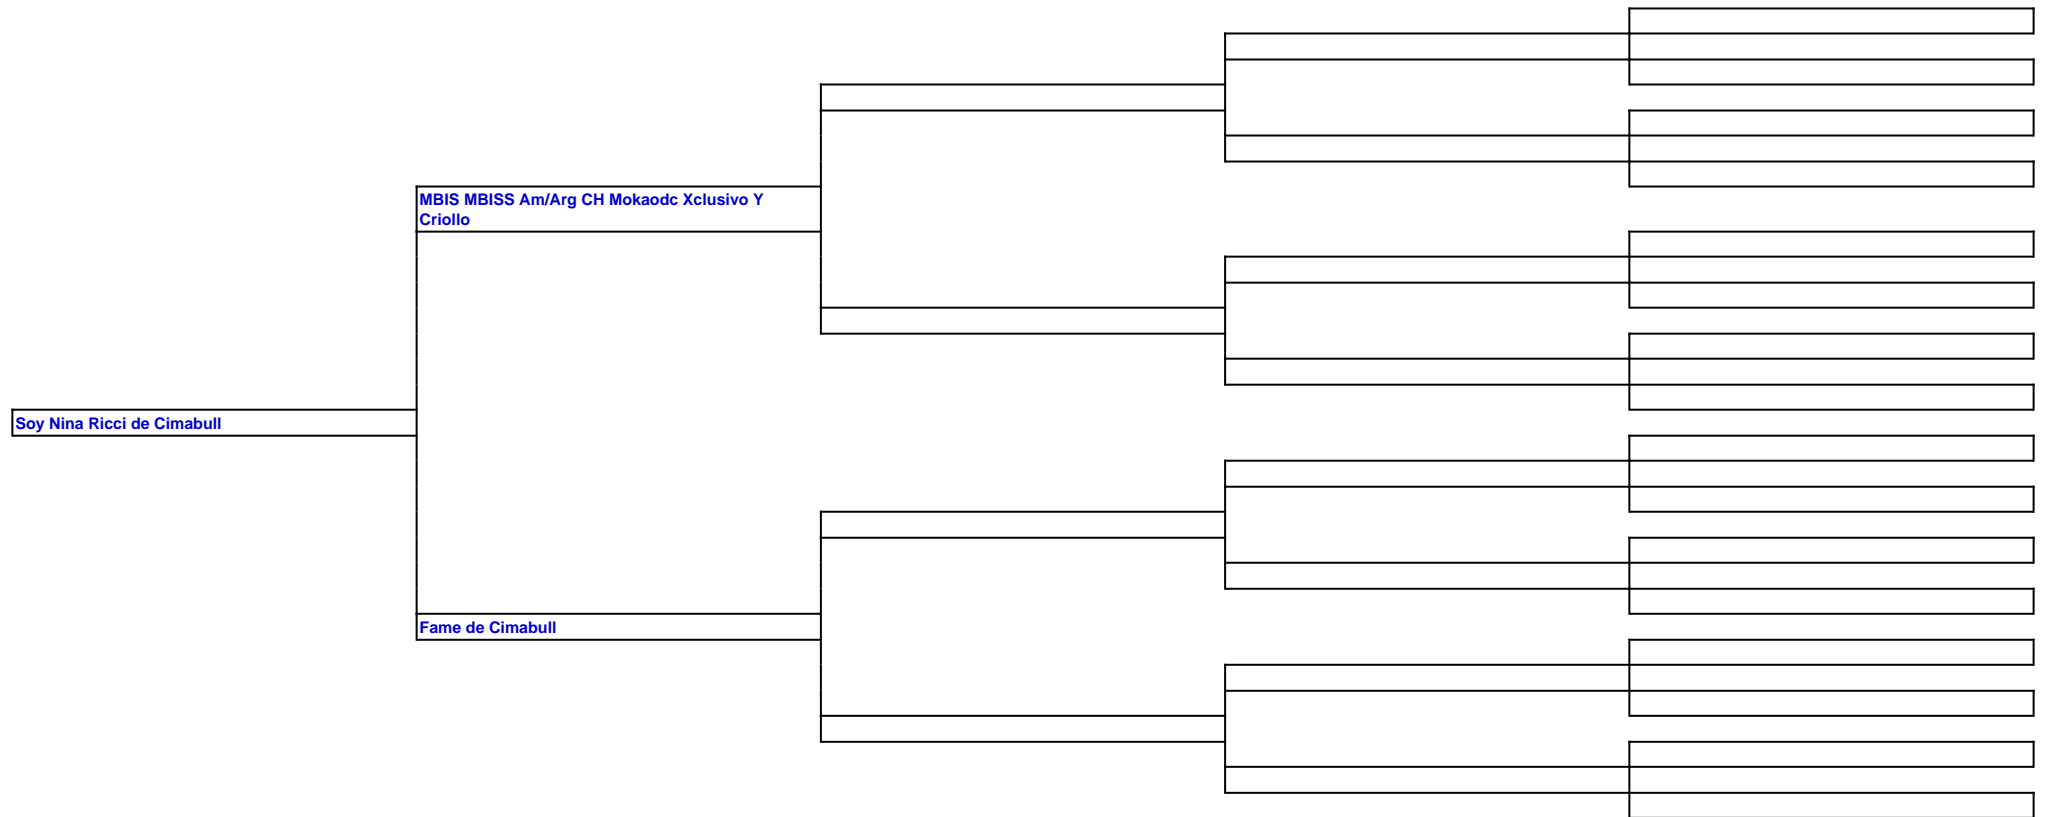 MBIS MBISS Am/Arg CH Mokaodc Xclusivo Y
Criollo
Soy Nina Ricci de Cimabull
Fame de Cimabull